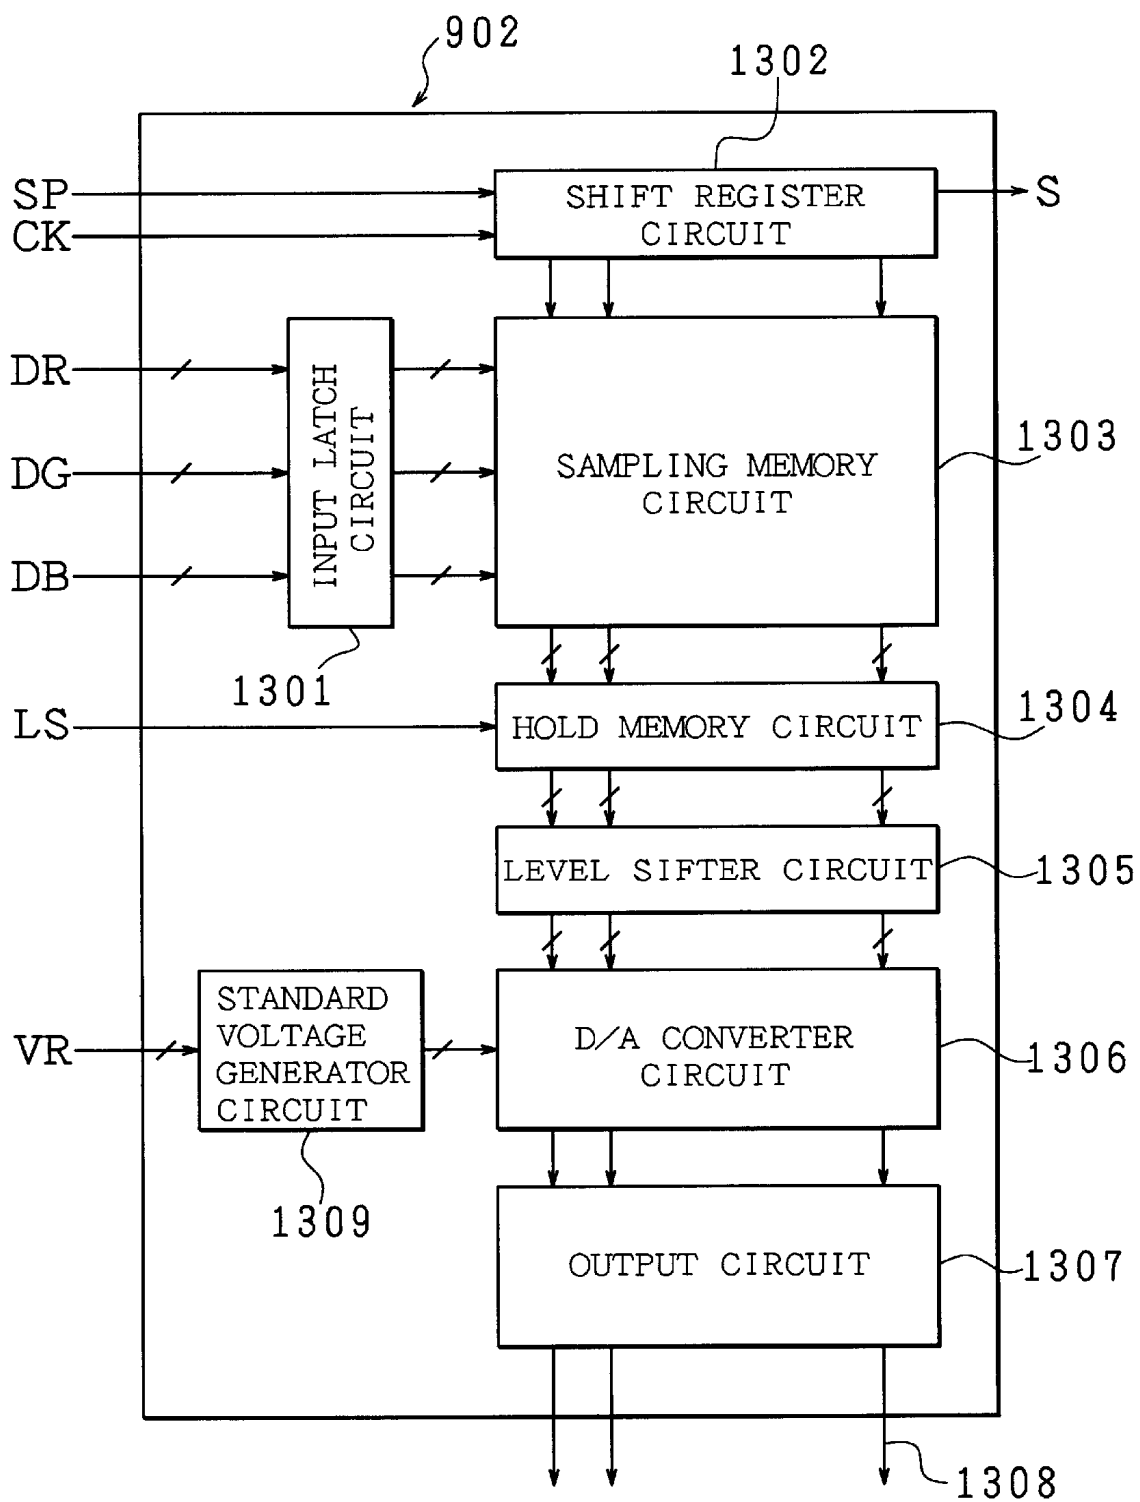 902
1302
SP
SHIFT REGISTER
S
CK
CIRCUIT
DR
INPUT LATCH
CIRCUIT
1303
DG
SAMPLING MEMORY
CIRCUIT
DB
1301
1304
LS
HOLD MEMORY CIRCUIT
LEVEL SIFTER CIRCUIT
1305
STANDARD
VOLTAGE
GENERATOR
CIRCUIT
VR
D/A CONVERTER
CIRCUIT
1306
1309
OUTPUT CIRCUIT
1307
1308